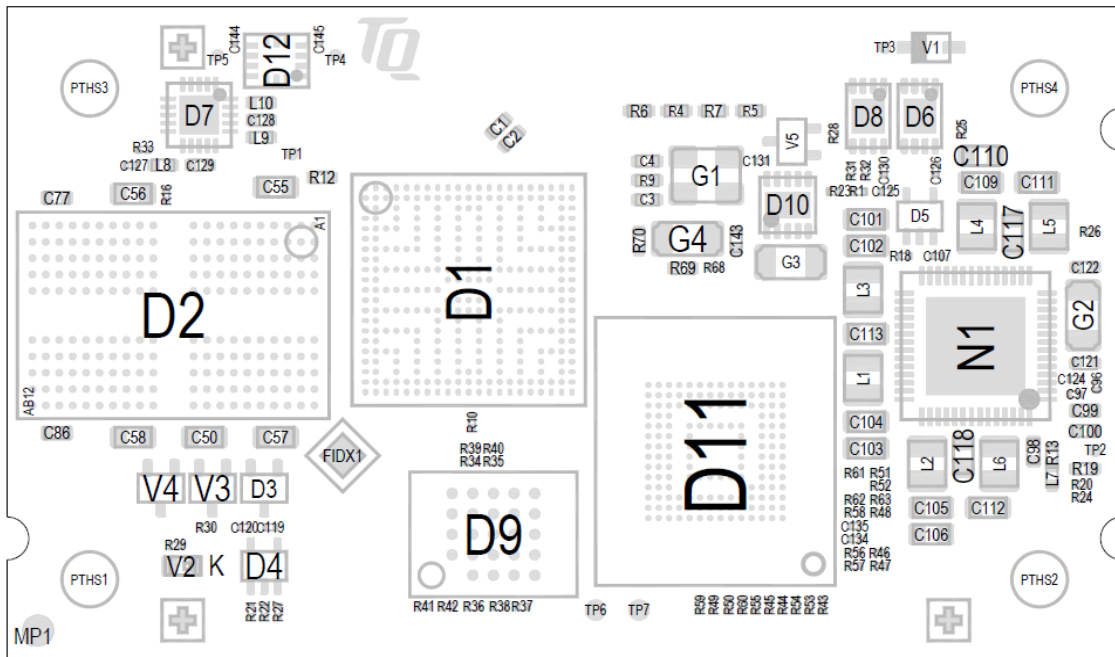 TQ
C144
D12
C145
TP5
TP4
TP3
V1
PTHS3
PTHS4
D7
L10
C128
L9
R33
C127
L8
C129
TP1
C1
C2
R6
R4
R7
R5
V5
R28
D8
D6
R25
C110
C4
R9
C3
G1
C131
R31
R32
C130
C126
C109
C111
C77
C56
R16
C55
R12
R23
R1
C125
D10
C101
D5
L4
C117
L5
R26
A1
R70
G4
C143
C102
R69
R68
G3
R18
C107
C122
D2
D1
L3
G2
C113
N1
L1
C121
C124
C97
C96
AB12
D11
C99
C86
C58
C50
C57
R10
C104
C100
FIDX1
R39
R40
R34
R35
C103
L2
C118
L6
C98
R13
L7
TP2
R19
R20
R24
V4
V3
D3
R61
R51
R52
R62
R63
R58
R48
C105
C112
R30
C120
C119
D9
C135
C134
C106
R29
V2
K
D4
R56
R46
R57
R47
PTHS1
PTHS2
R21
R22
R27
R41
R42
R36
R38
R37
TP6
TP7
R59
R49
R50
R60
R55
R45
R44
R54
R53
R43
MP1